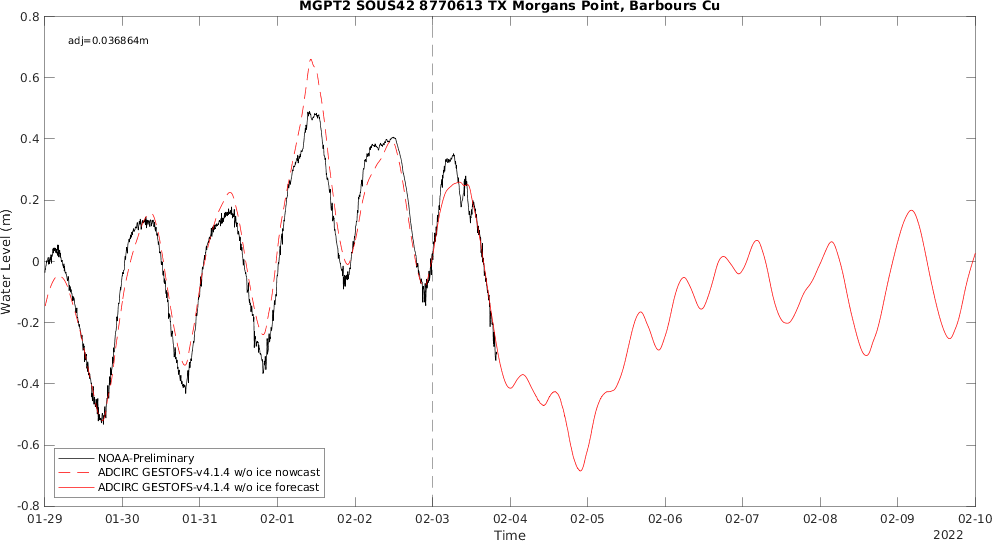 MGPT2 SOUS42 8770613 TX Morgans Point, Barbours Cu
adj=0.036864m
0.8
0.6
0.4
0.2
0
-0.2
-0.4
-0.6
-0.8
Water Level (m)
NOAA-Preliminary
ADCIRC GESTOFS-v4.1.4 w/o ice nowcast
ADCIRC GESTOFS-v4.1.4 w/o ice forecast
01-29 01-30 01-31 02-01 02-02 02-03 02-04 02-05 02-06 02-07 02-08 02-09 02-10
Time
2022